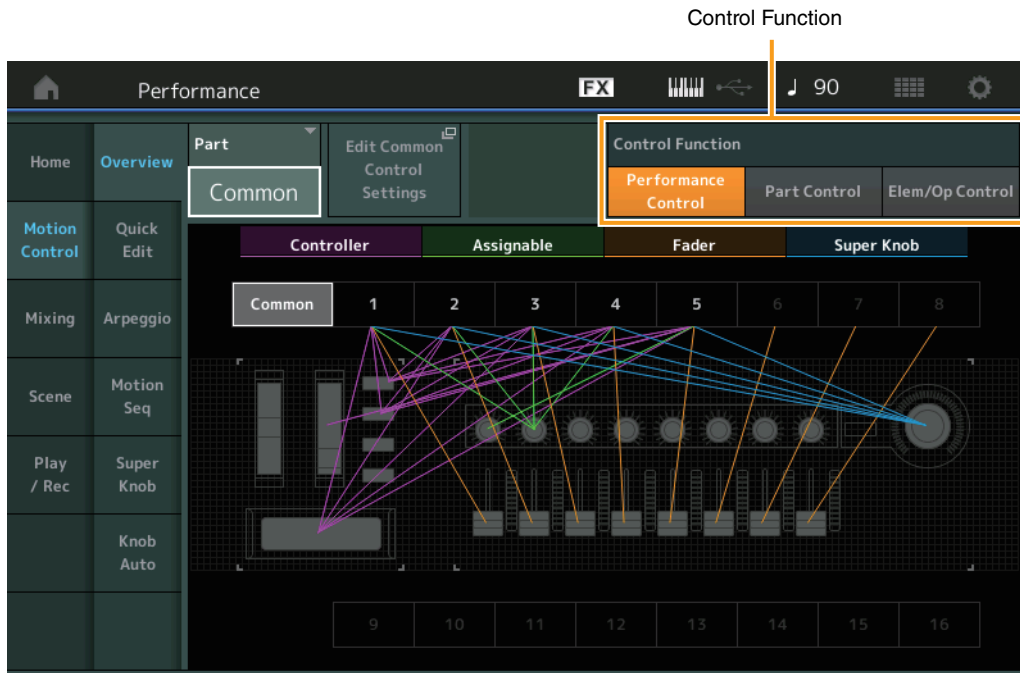 Control Function
Performance
FX
90
Part
Common
Edit Common
Control
Settings
Control Function
Performance
Control
Part Control
Elem/Op Control
Home
Overview
Motion
Control
Quick
Edit
Mixing
Arpeggio
Scene
Motion
Seq
Play
/ Rec
Super
Knob
Knob
Auto
Controller
Assignable
Fader
Super Knob
Common
1
2
3
4
5
6
7
8
9
10
11
12
13
14
15
16